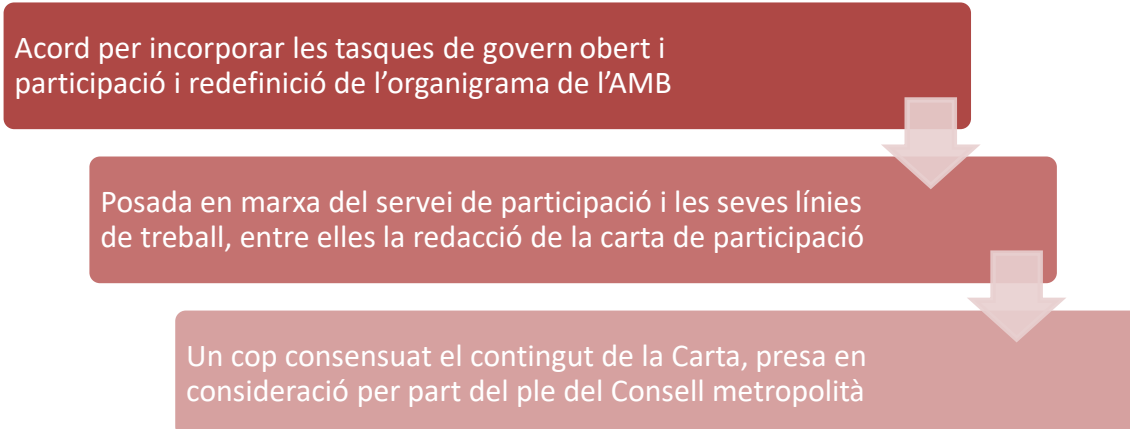 Acord per incorporar les tasques de govern obert i
participació i redefinició de l’organigrama de l’AMB
Posada en marxa del servei de participació i les seves línies
de treball, entre elles la redacció de la carta de participació
Un cop consensuat el contingut de la Carta, presa en
consideració per part del ple del Consell metropolità